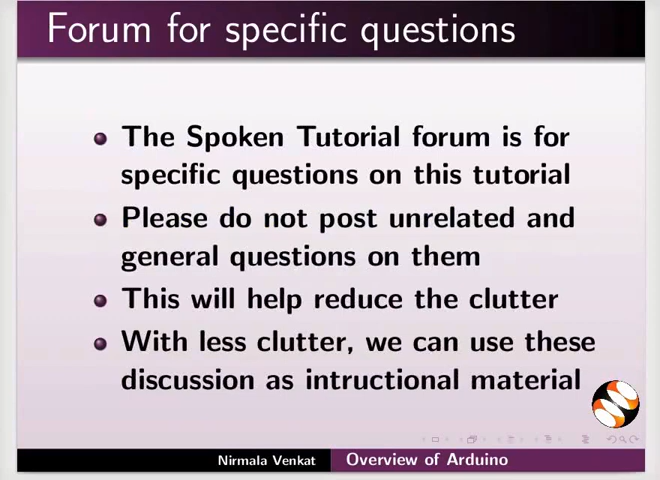 Forum for specific questions
The Spoken Tutorial forum is for
specific questions on this tutorial
Please do not post unrelated and
general questions on them
This will help reduce the clutter
With less clutter, we can use these
discussion as intructional material
Nirmala Venkat
Overview of Arduino